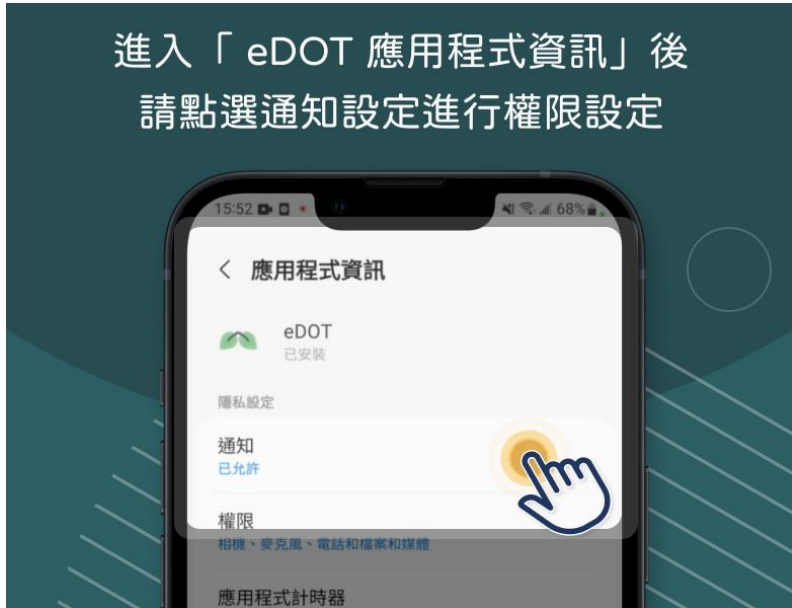 進入「 eDOT 應用程式資訊」後
請點選通知設定進行權限設定
15:52
68%
應用程式資訊
eDOT
已安裝
隱私設定
通知
已允許
權限
相機、麥克風、電話和檔案和媒體
應用程式計時器